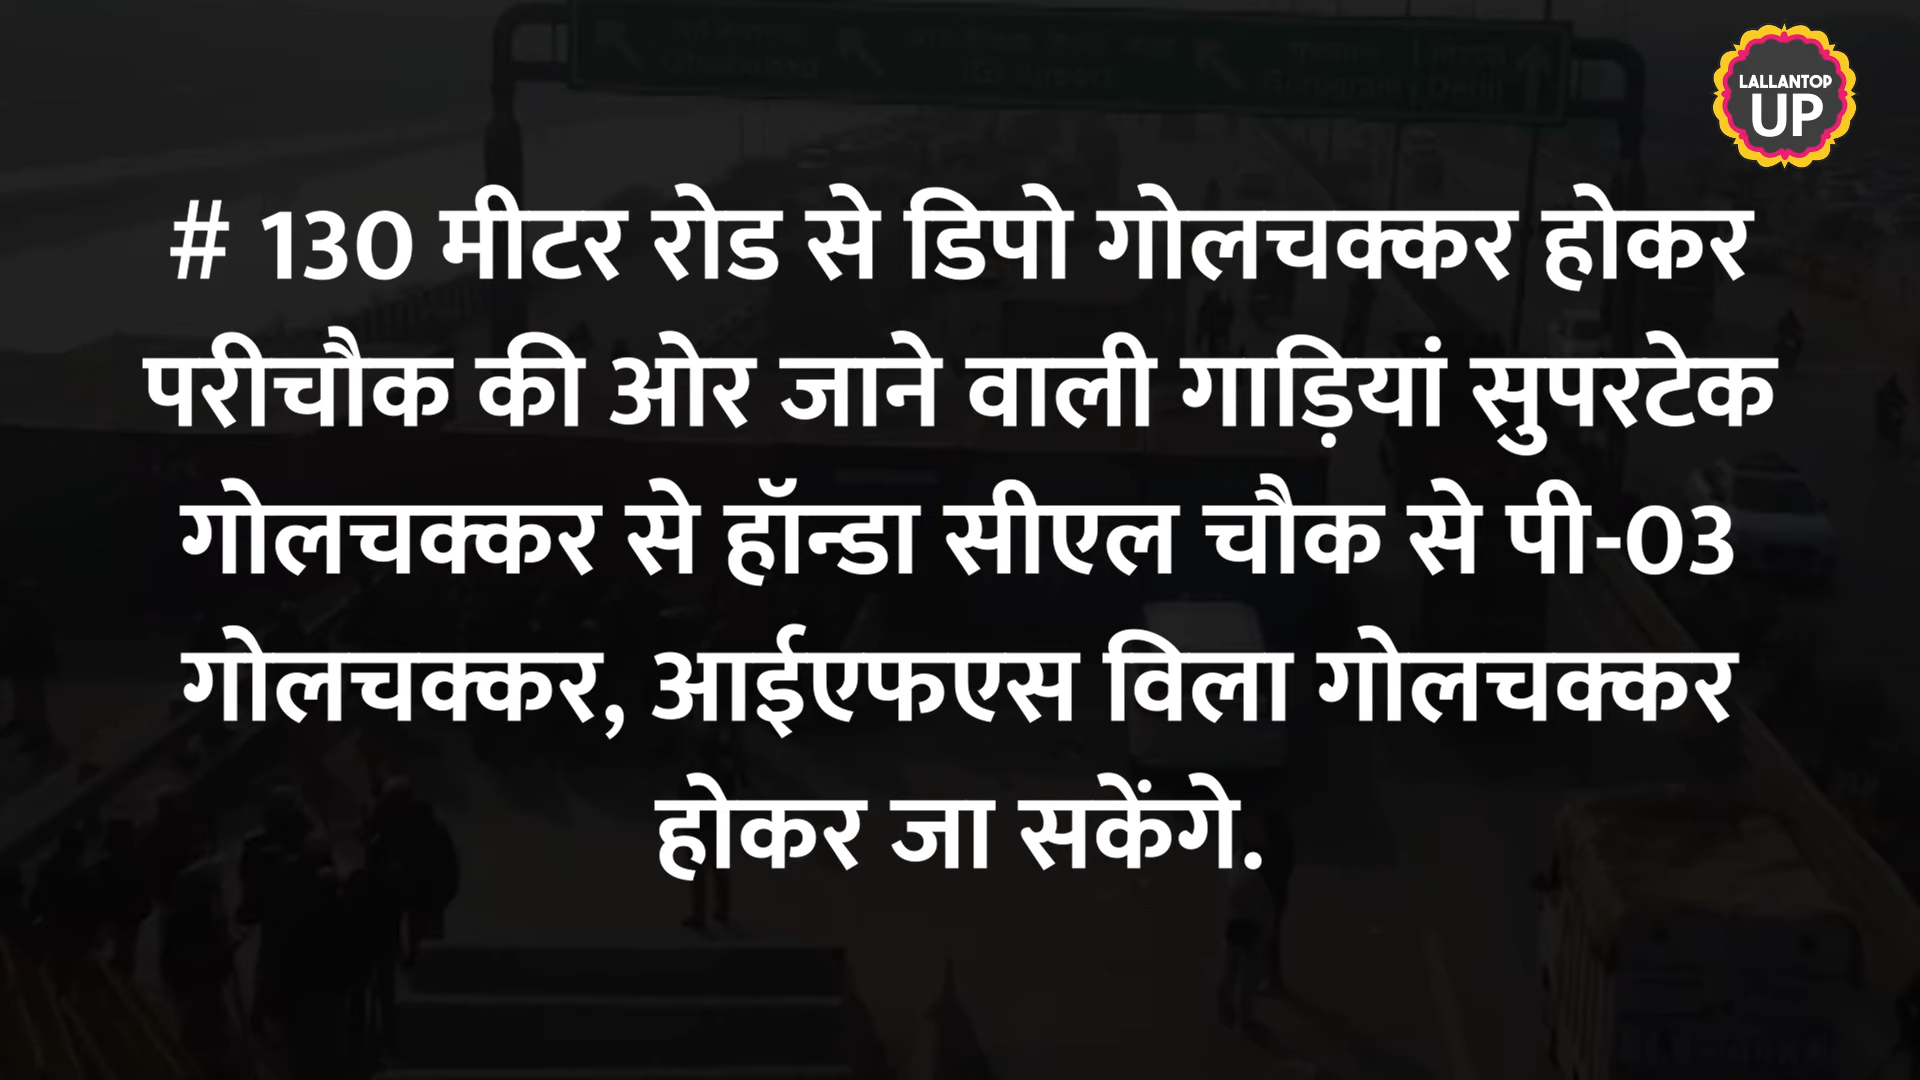 LALLANTOP
UP
# 130 मीटर रोड से डिपो गोलचक्कर होकर
परीचौक की ओर जाने वाली गाड़ियां सुपरटेक
गोलचक्कर से हॉन्डा सीएल चौक से पी-03
गोलचक्कर, आईएफएस विला गोलचक्कर
होकर जा सकेंगे.